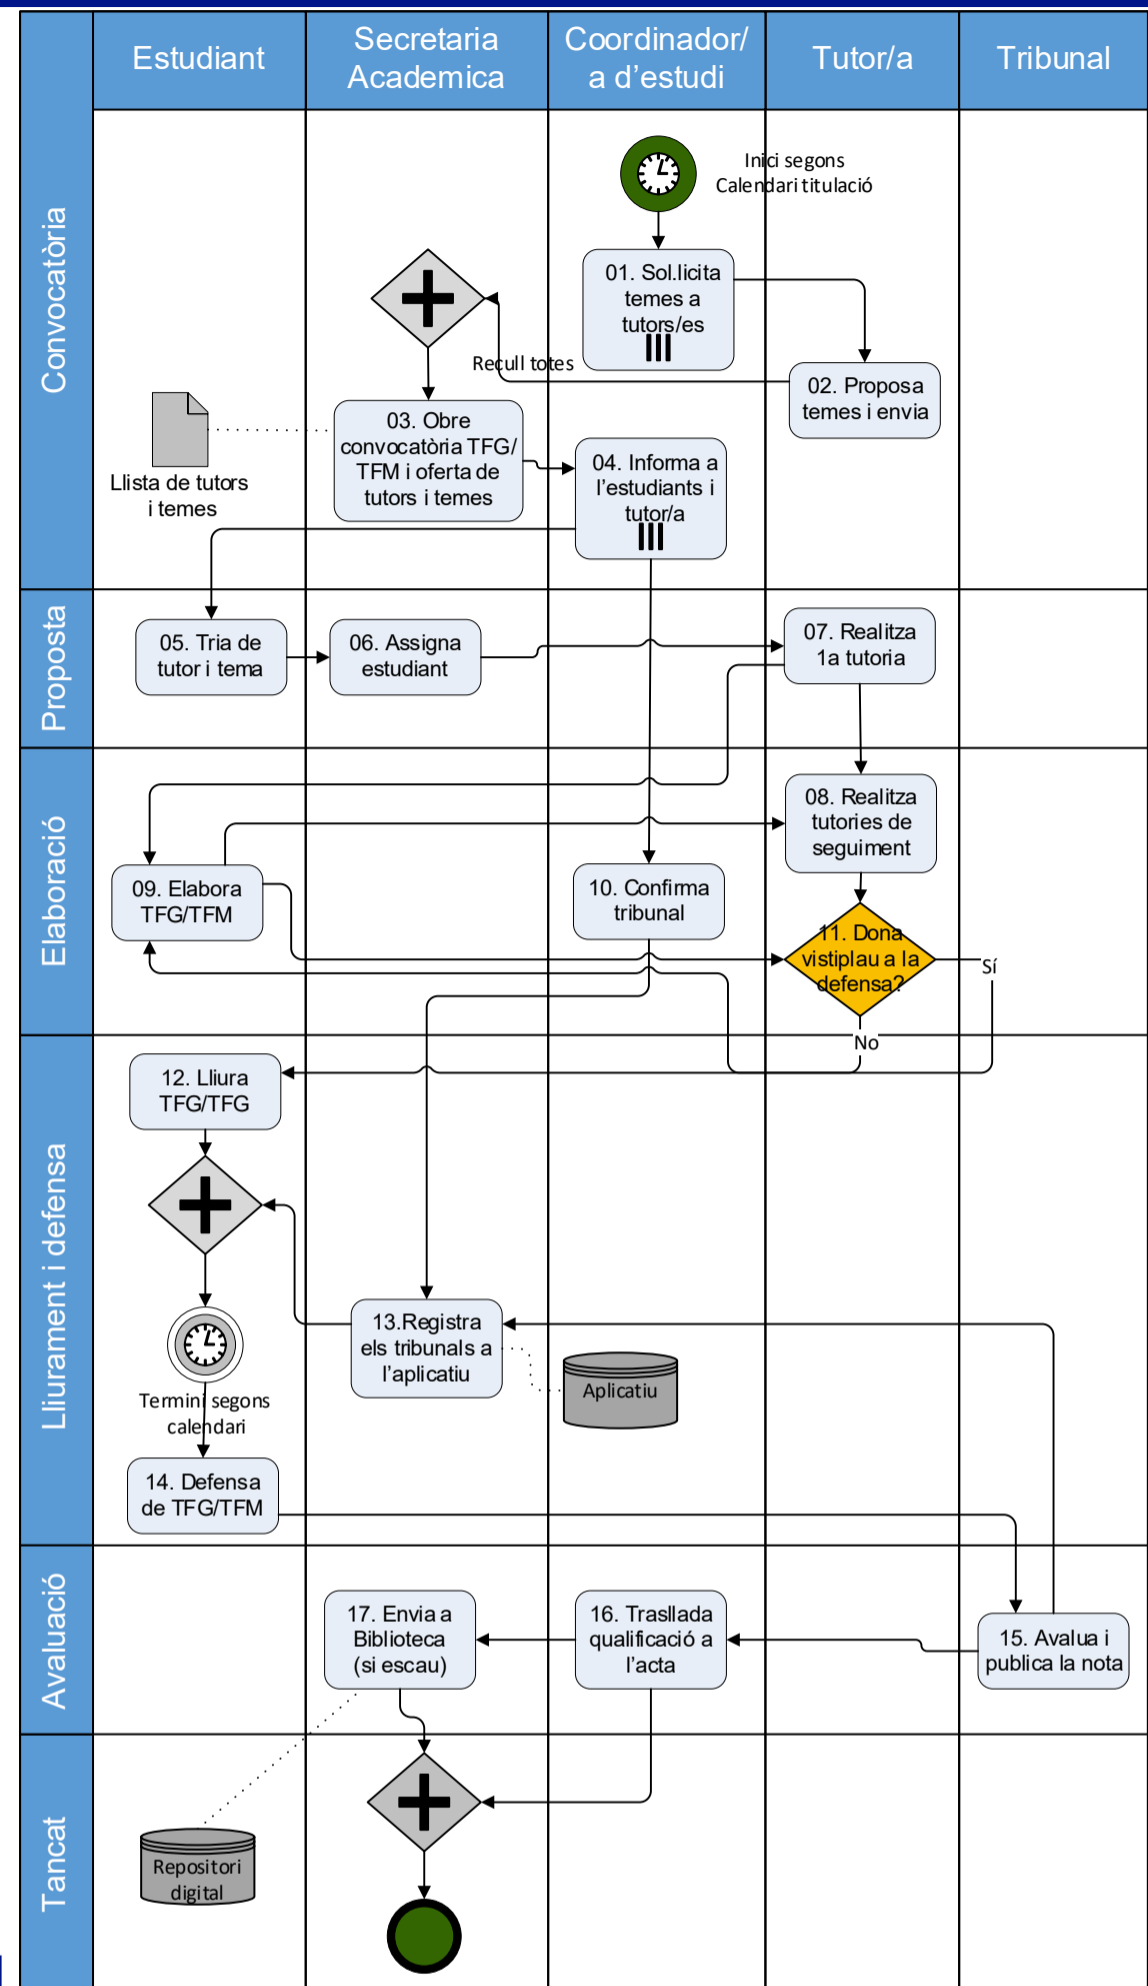 Estudiant
Secretaria
Academica
Coordinador/
a d'estudi
Tutor/a
Tribunal
Convocatòria
Inici segons
Calendari titulació
01. Sol.licita
temes a
tutors/es
02. Proposa
temes i envia
Recull totes
03. Obre
convocatòria TFG/
TFM i oferta de
tutors i temes
Llista de tutors
i temes
04. Informa a
l'estudiants i
tutor/a
Proposta
05. Tria de
tutor i tema
06. Assigna
estudiant
07. Realitza
1a tutoria
Elaboració
08. Realitza
tutories de
seguiment
09. Elabora
TFG/TFM
10. Confirma
tribunal
11. Dona
vistiplau a la
defensa?
Sí
No
Lliurament i defensa
12. Lliura
TFG/TFG
13.Registra
els tribunals a
l'aplicatiu
Aplicatiu
Termini segons
calendari
14. Defensa
de TFG/TFM
Avaluació
17. Envia a
Biblioteca
(si escau)
16. Trasllada
qualificació a
l'acta
15. Avalua i
publica la nota
Tancat
Repositori
digital